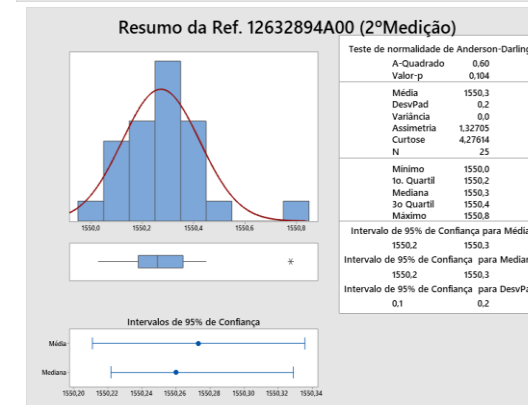 Resumo da Ref. 12632894A00 (2°Medição)
Teste de normalidade de Anderson-Darling
A-Quadrado 0,60
Valor-p 0,104
Média 1550,3
DesvPad 0,2
Variância 0,0
Assimetria 1,32705
Curtose 4,27614
N 25
Mínimo 1550,0
1o. Quartil 1550,2
Mediana 1550,3
3o Quartil 1550,4
Máximo 1550,8
Intervalo de 95% de Confiança para Média
1550,2 1550,3
Intervalo de 95% de Confiança para Median
1550,2 1550,3
Intervalo de 95% de Confiança para DesvPa
0,1 0,2
1550,0 1550,2 1550,4 1550,6 1550,8
Intervalos de 95% de Confiança
Média
Mediana
1550,20 1550,22 1550,24 1550,26 1550,28 1550,30 1550,32 1550,34